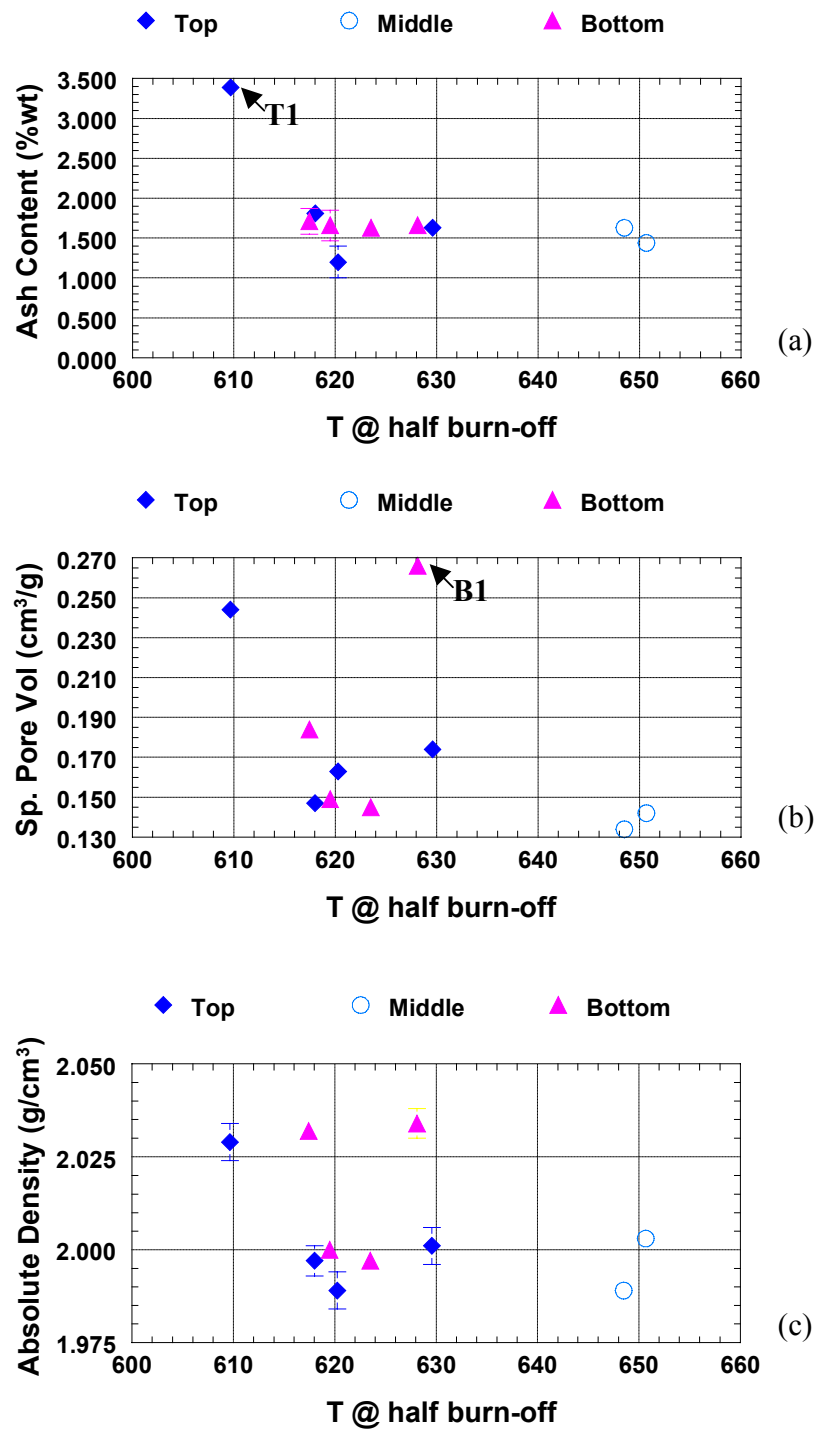 Top Middle Bottom
Ash Content (%wt)
3.500
3.000
2.500
2.000
1.500
1.000
0.500
0.000
T1
600 610 620 630 640 650 660
T @ half burn-off
(a)
Top Middle Bottom
Sp. Pore Vol (cm³/g)
0.270
0.250
0.230
0.210
0.190
0.170
0.150
0.130
B1
600 610 620 630 640 650 660
T @ half burn-off
(b)
Top Middle Bottom
Absolute Density (g/cm³)
2.050
2.025
2.000
1.975
600 610 620 630 640 650 660
T @ half burn-off
(c)